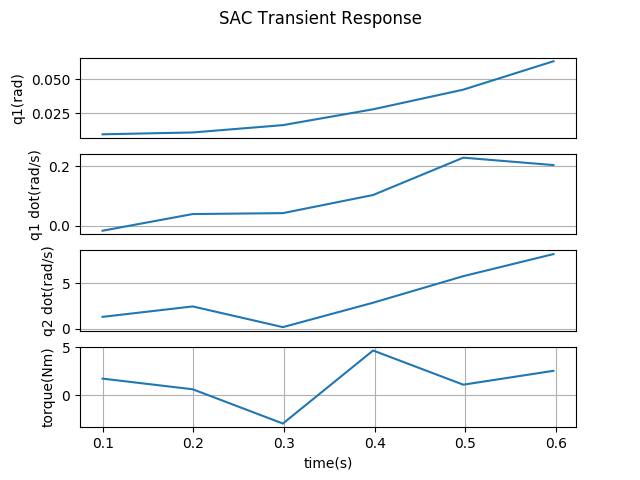 SAC Transient Response
q1(rad)
0.050
0.025
q1 dot(rad/s)
0.2
0.0
q2 dot(rad/s)
5
0
torque(Nm)
5
0
0.1 0.2 0.3 0.4 0.5 0.6
time(s)